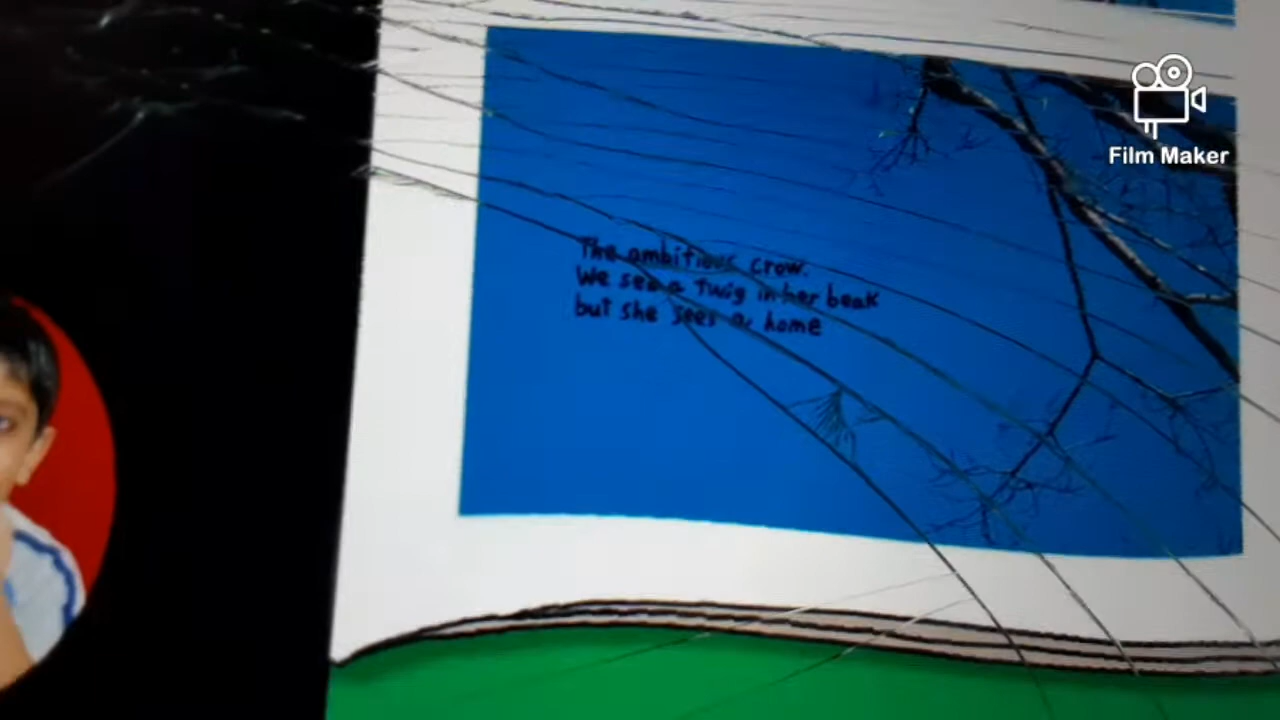 Film Maker
The ambitious crow.
We see a twig in her beak
but she sees a home